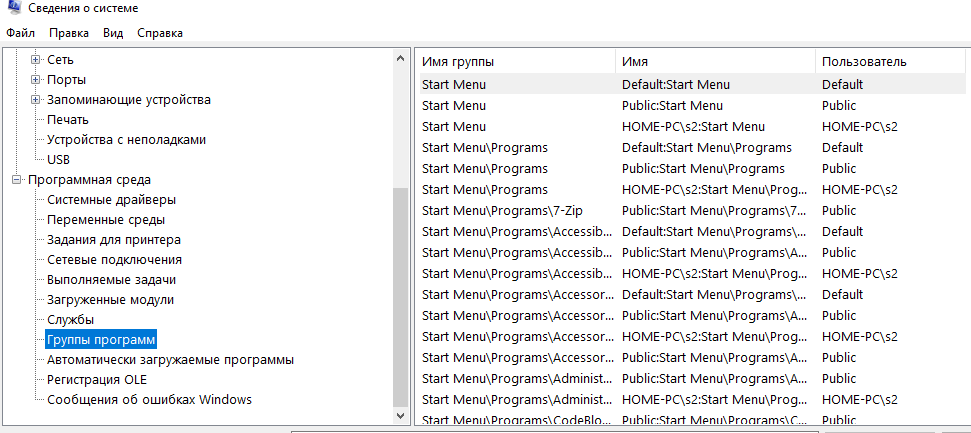 Сведения о системе
Файл Правка Вид Справка
Сеть
Порты
Запоминающие устройства
Печать
Устройства с неполадками
USB
Программная среда
Системные драйверы
Переменные среды
Задания для принтера
Сетевые подключения
Выполняемые задачи
Загруженные модули
Службы
Группы программ
Автоматически загружаемые программы
Регистрация OLE
Сообщения об ошибках Windows
Имя группы Имя Пользователь
Start Menu Default:Start Menu Default
Start Menu Public:Start Menu Public
Start Menu HOME-PC\s2:Start Menu HOME-PC\s2
Start Menu\Programs Default:Start Menu\Programs Default
Start Menu\Programs Public:Start Menu\Programs Public
Start Menu\Programs HOME-PC\s2:Start Menu\Prog... HOME-PC\s2
Start Menu\Programs\7-Zip Public:Start Menu\Programs\7... Public
Start Menu\Programs\Accessib... Default:Start Menu\Programs\... Default
Start Menu\Programs\Accessib... Public:Start Menu\Programs\A... Public
Start Menu\Programs\Accessib... HOME-PC\s2:Start Menu\Prog... HOME-PC\s2
Start Menu\Programs\Accessor... Default:Start Menu\Programs\... Default
Start Menu\Programs\Accessor... Public:Start Menu\Programs\A... Public
Start Menu\Programs\Accessor... HOME-PC\s2:Start Menu\Prog... HOME-PC\s2
Start Menu\Programs\Accessor... Public:Start Menu\Programs\A... Public
Start Menu\Programs\Administ... Public:Start Menu\Programs\A... Public
Start Menu\Programs\Administ... HOME-PC\s2:Start Menu\Prog... HOME-PC\s2
Start Menu\Programs\CodeBlo... Public:Start Menu\Programs\C... Public